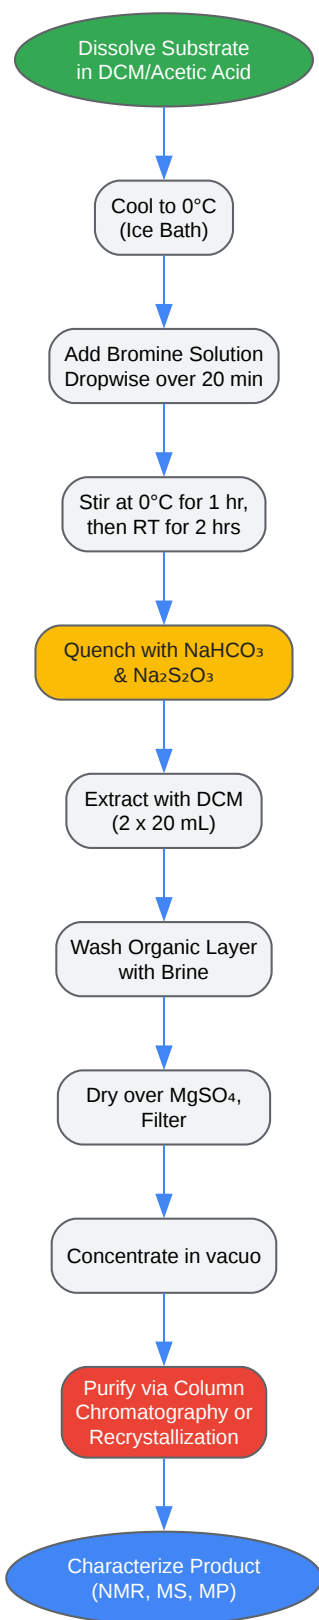 Dissolve Substrate
in DCM/Acetic Acid
Cool to 0°C
(Ice Bath)
Add Bromine Solution
Dropwise over 20 min
Stir at 0°C for 1 hr,
then RT for 2 hrs
Quench with NaHCO₃
& Na₂S₂O₃
Extract with DCM
(2 x 20 mL)
Wash Organic Layer
with Brine
Dry over MgSO₄,
Filter
Concentrate in vacuo
Purify via Column
Chromatography or
Recrystallization
Characterize Product
(NMR, MS, MP)